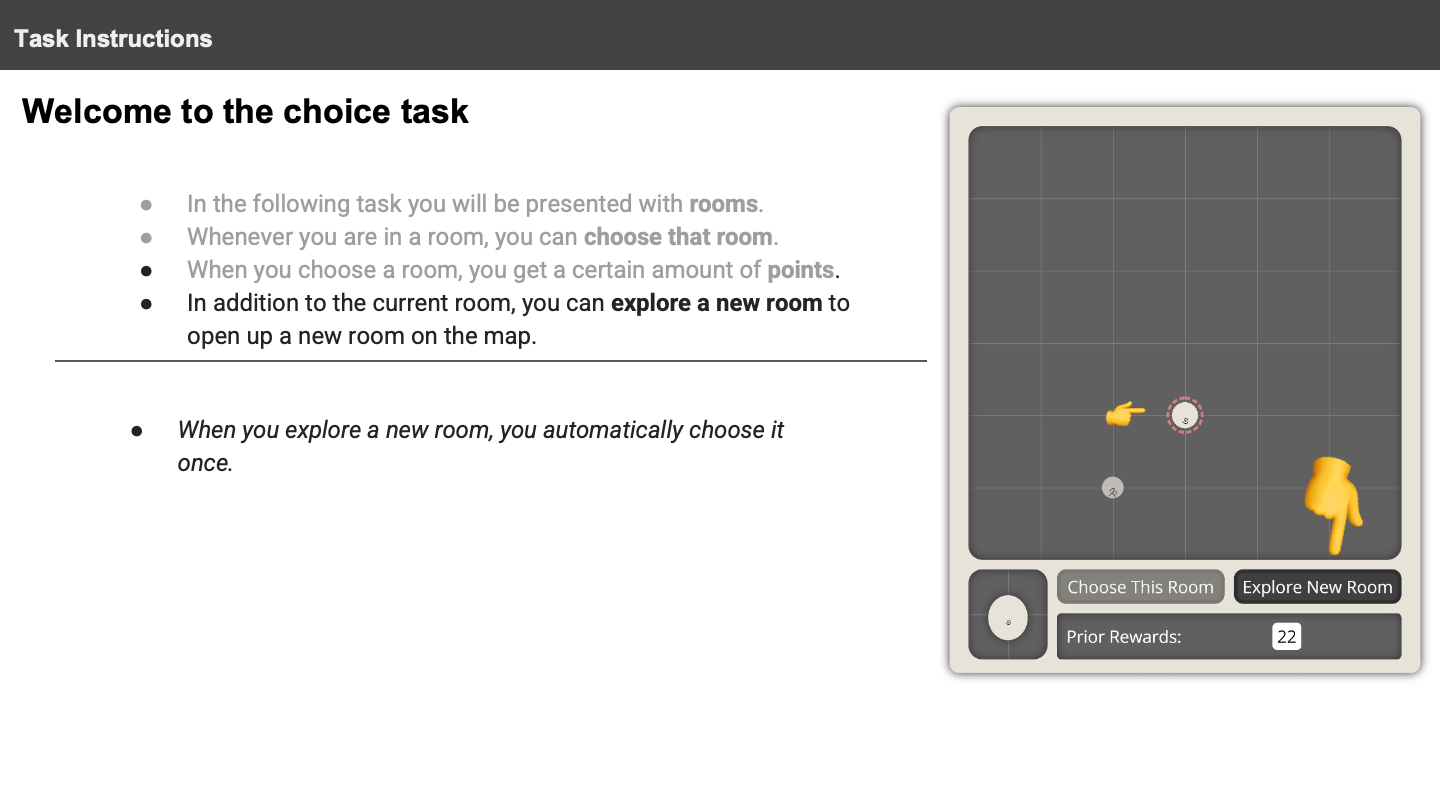 Task Instructions
Welcome to the choice task
In the following task you will be presented with rooms.
Whenever you are in a room, you can choose that room.
When you choose a room, you get a certain amount of points.
In addition to the current room, you can explore a new room to
open up a new room on the map.
When you explore a new room, you automatically choose it
once.
Choose This Room
Explore New Room
Prior Rewards:
22